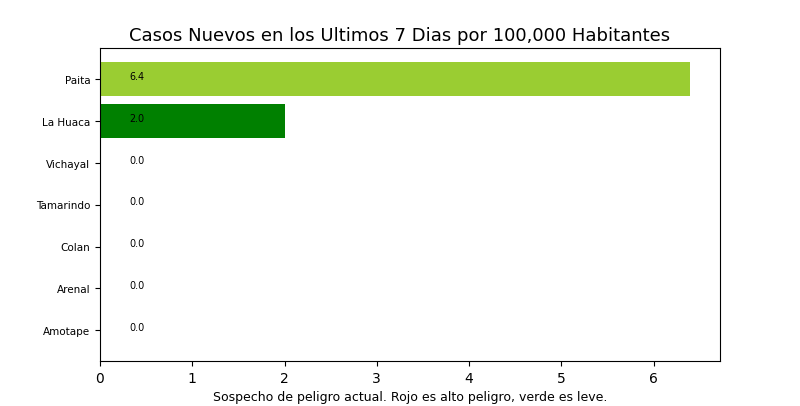 Casos Nuevos en los Ultimos 7 Dias por 100,000 Habitantes
Paita 6.4
La Huaca 2.0
Vichayal 0.0
Tamarindo 0.0
Colan 0.0
Arenal 0.0
Amotape 0.0
0 1 2 3 4 5 6
Sospecho de peligro actual. Rojo es alto peligro, verde es leve.